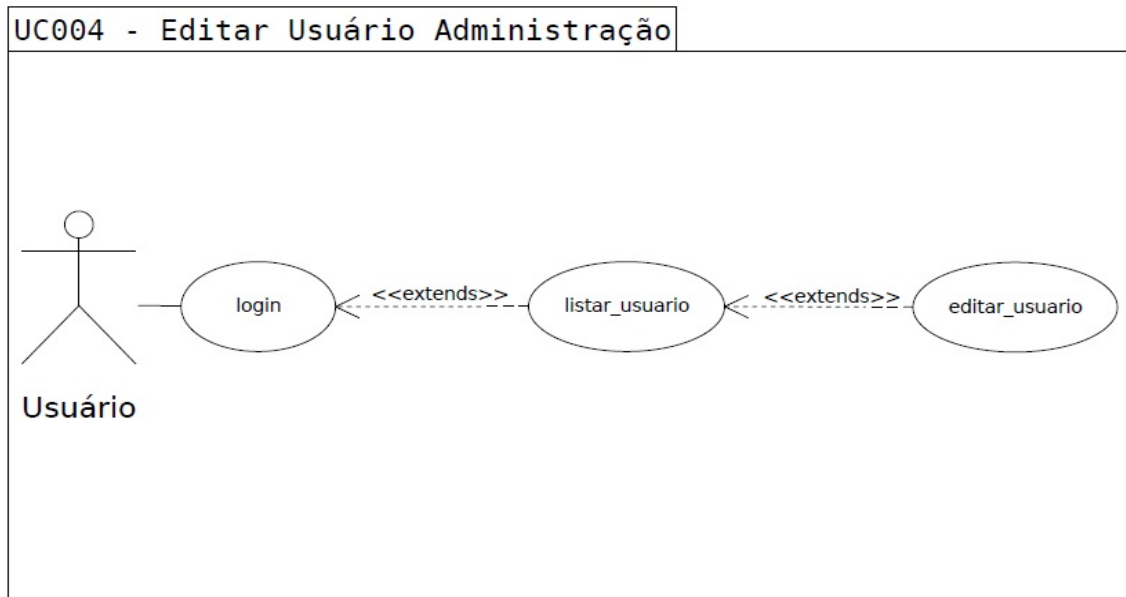 UC004 - Editar Usuário Administração
login
<<extends>>
listar_usuario
<<extends>>
editar_usuario
Usuário